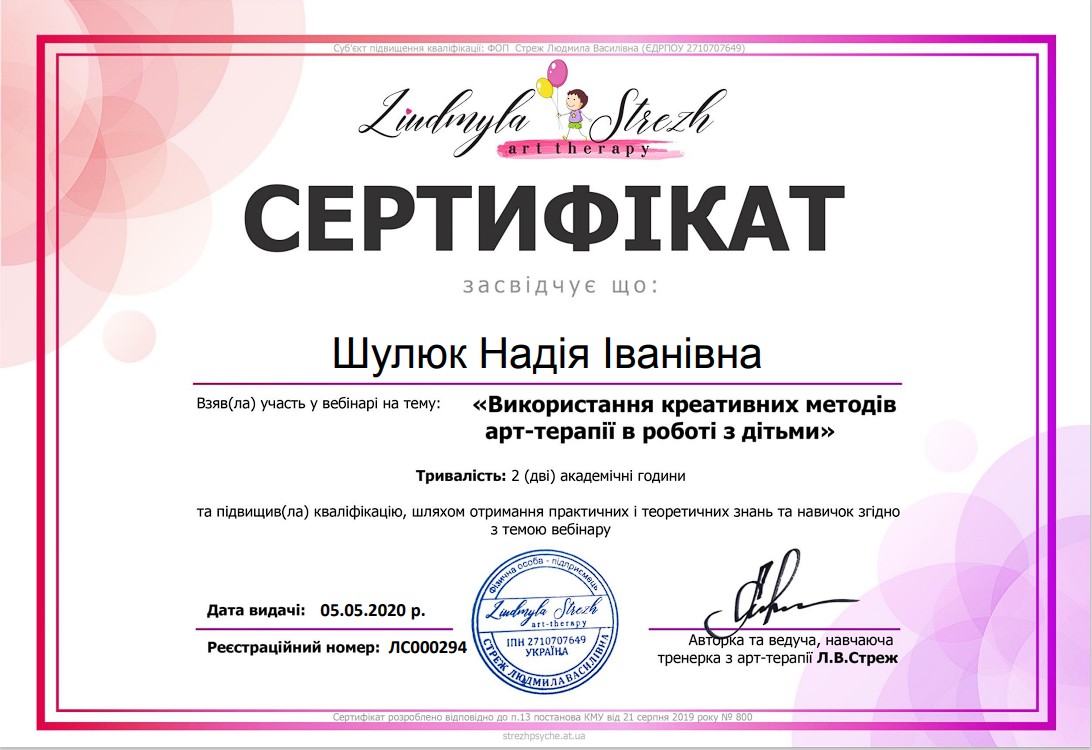 Суб'єкт підвищення кваліфікації: ФОП Стреж Людмила Василівна (ЄДРПОУ 2710707649)
Liudmyla Strezh
art therapy
СЕРТИФІКАТ
засвідчує що:
Шулюк Надія Іванівна
Взяв(ла) участь у вебінарі на тему: «Використання креативних методів
арт-терапії в роботі з дітьми»
Тривалість: 2 (дві) академічні години
та підвищив(ла) кваліфікацію, шляхом отримання практичних і теоретичних знань та навичок згідно
з темою вебінару
Дата видачі: 05.05.2020 р.
Реєстраційний номер: ЛС000294
Фізична особа - підприємець
Liudmyla Strezh
art-therapy
ІПН 2710707649
УКРАЇНА
СТРЕЖ ЛЮДМИЛА ВАСИЛІВНА
Авторка та ведуча, навчаюча
тренерка з арт-терапії Л.В.Стреж
Сертифікат розроблено відповідно до п.13 постанова КМУ від 21 серпня 2019 року № 800
strezhpsyche.at.ua